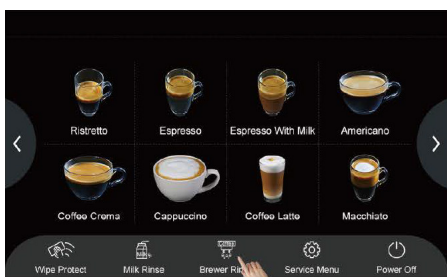 Ristretto
Espresso
Espresso With Milk
Americano
Coffee Crema
Cappuccino
Coffee Latte
Macchiato
Wipe Protect
Milk Rinse
Brewer
Service Menu
Power Off